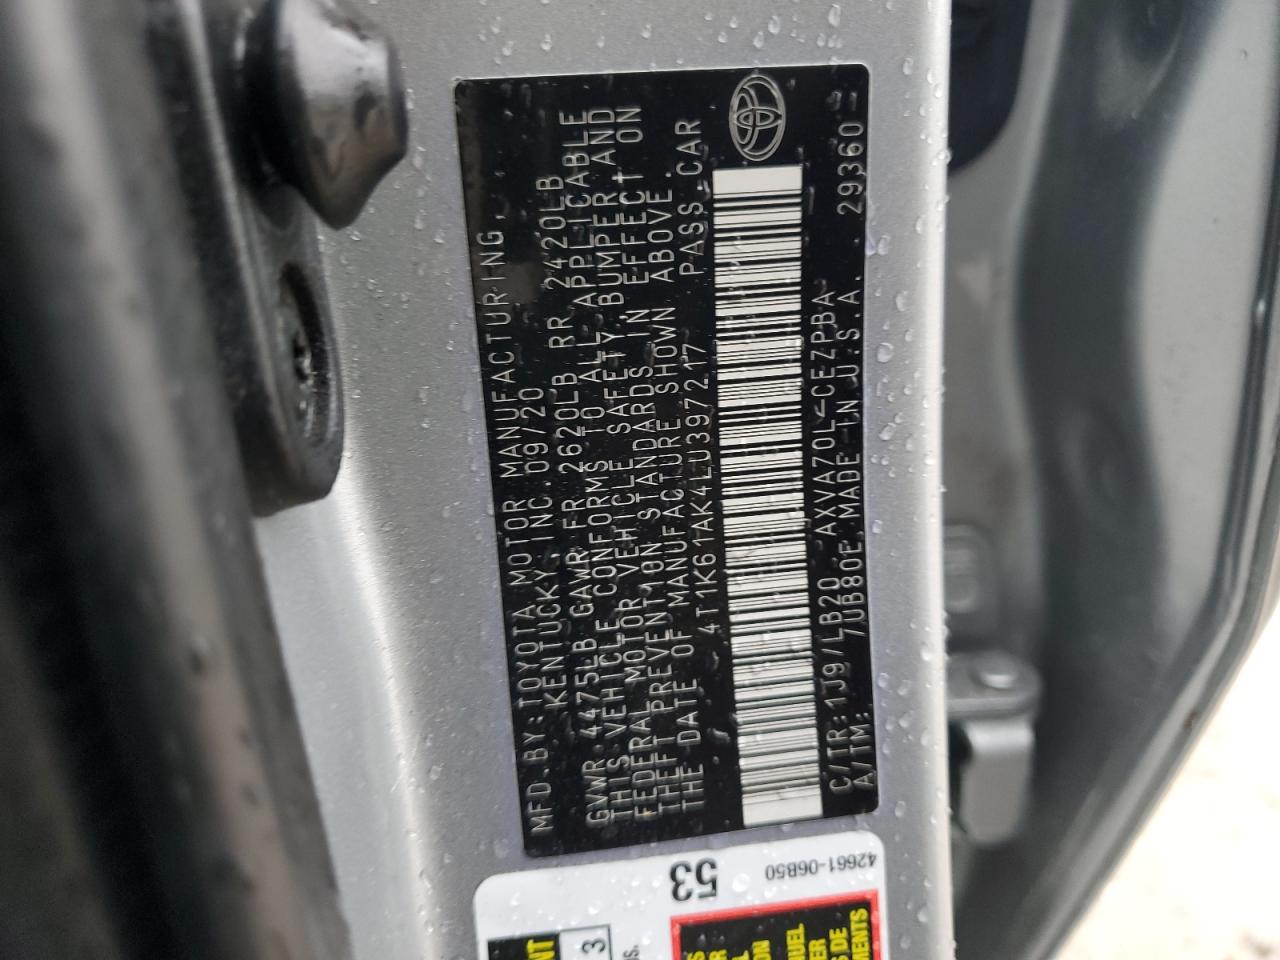 MFD.BY:TOYOTA MOTOR MANUFACTURING,
KENTUCKY,INC.09/20
GVWR 4475LB GAWR FR 2620LB RR 2420LB
THIS VEHICLE CONFORMS TO ALL APPLICABLE
FEDERAL MOTOR VEHICLE SAFETY,BUMPER,AND
THEFT PREVENTION STANDARDS IN EFFECT ON
THE DATE OF MANUFACTURE SHOWN ABOVE.
4T1K61AK4LU397217 PASS.CAR
C/TR:1J9/LB20 AXVA70L-CEZPBA
A/TM: /UB80E,MADE IN U.S.A. 29360
53
42661-06B50
3
DE